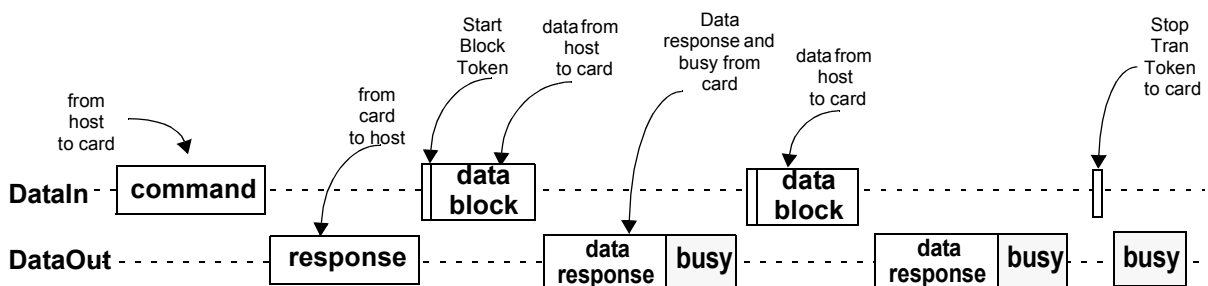 from
host
to card
from
card
to host
Start
Block
Token
data from
host
to card
Data
response and
busy from
card
data from
host
to card
Stop
Tran
Token
to card
DataIn
command
data
block
data
block
DataOut
response
data
response
busy
data
response
busy
busy